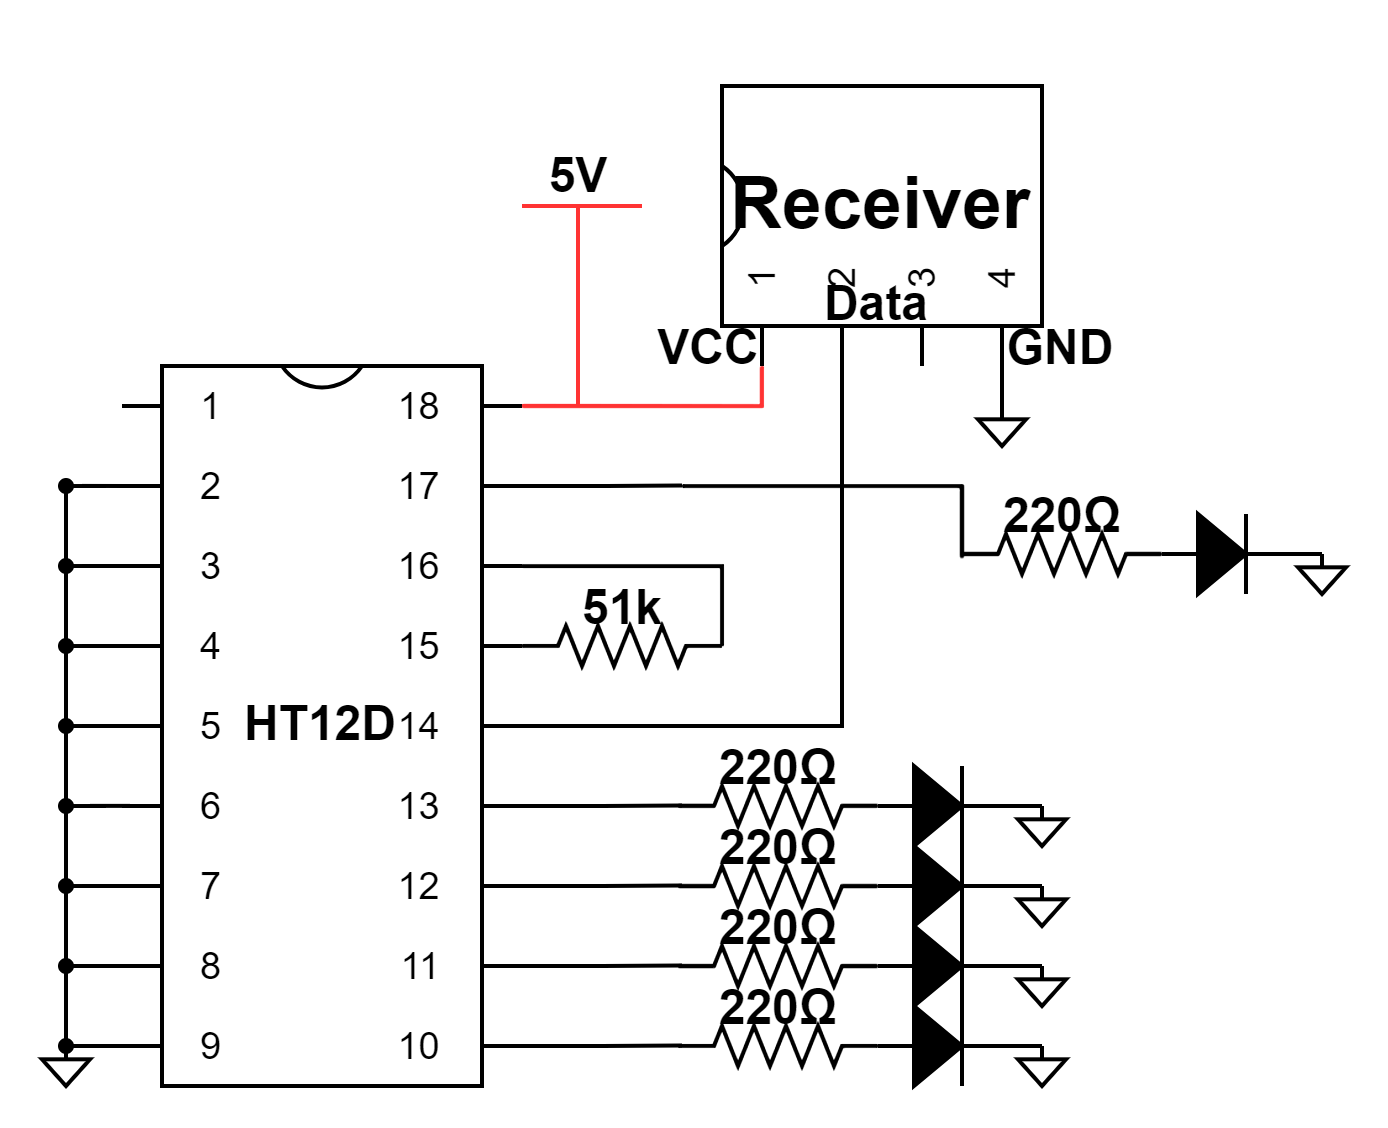 5V
Receiver
1 2 3 4
Data
VCC
GND
1 18
2 17
220Ω
3 16
51k
4 15
5 HT12D 14
220Ω
6 13
220Ω
7 12
220Ω
8 11
220Ω
9 10